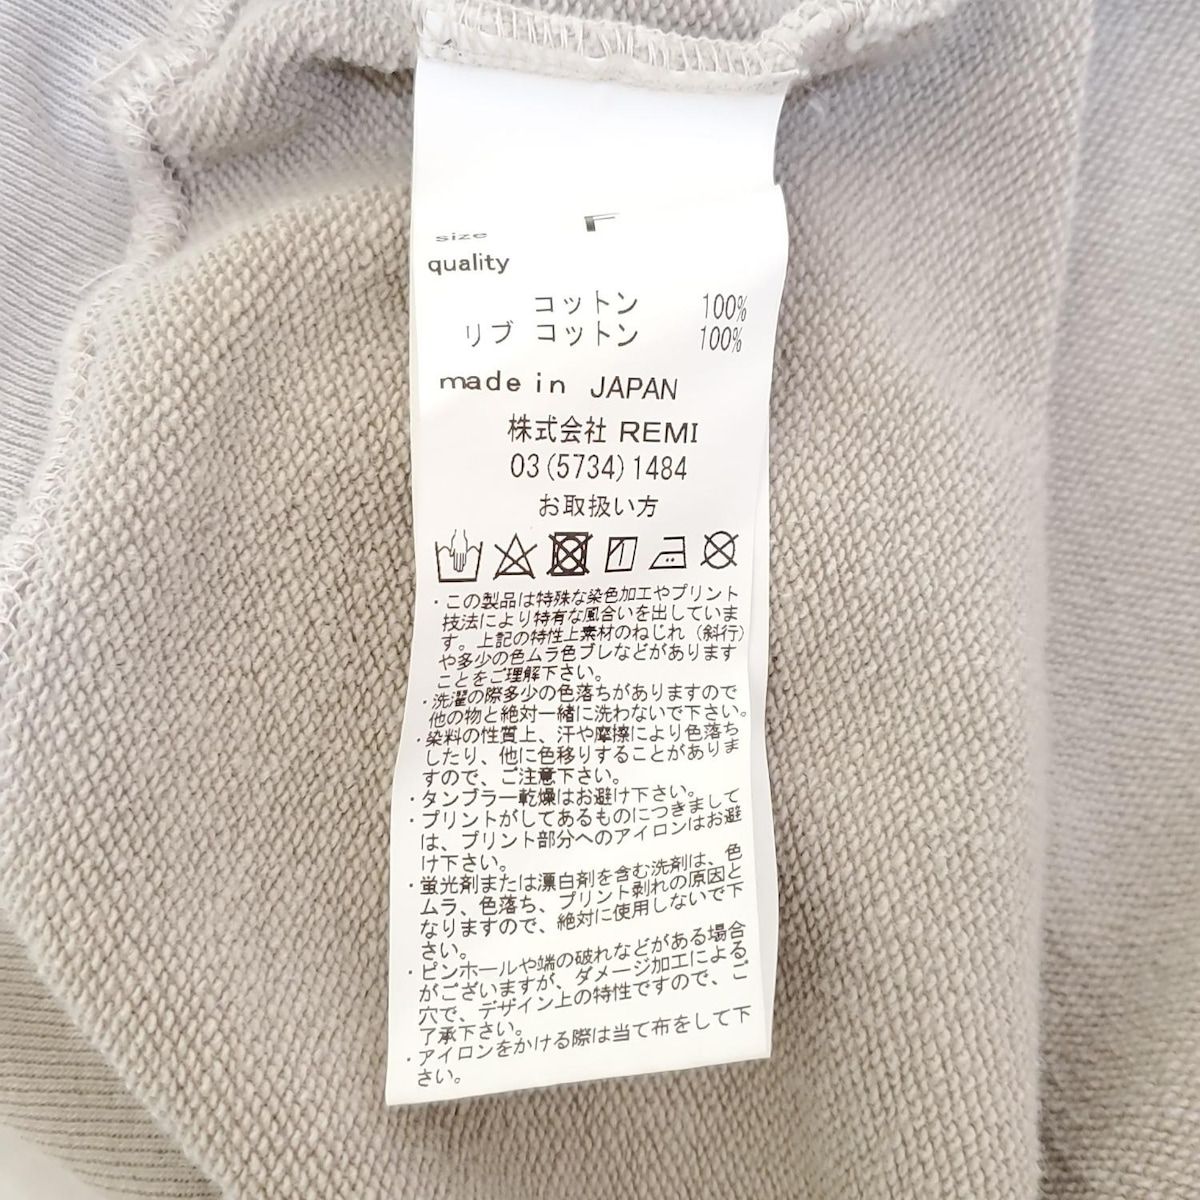 size F
quality
コットン 100%
リブ コットン 100%
made in JAPAN
株式会社 REMI
03(5734)1484
お取扱い方
・この製品は特殊な染色加工やプリント
技法により特有な風合いを出していま
す。上記の特性上素材のねじれ（斜行）
や多少の色ムラ色ブレなどがあります
ことをご理解下さい。
・洗濯の際多少の色落ちがありますので
他の物と絶対一緒に洗わないで下さい。
・染料の性質上、汗や摩擦により色落ち
したり、他に色移りすることがありま
すので、ご注意下さい。
・タンブラー乾燥はお避け下さい。
・プリントがしてあるものにつきまして
は、プリント部分へのアイロンはお避
け下さい。
・蛍光剤または漂白剤を含む洗剤は、色
ムラ、色落ち、プリント剥れの原因と
なりますので、絶対に使用しないで下
さい。
・ピンホールや端の破れなどがある場合
がございますが、ダメージ加工による
穴で、デザイン上の特性ですので、ご
了承下さい。
・アイロンをかける際は当て布をして下
さい。